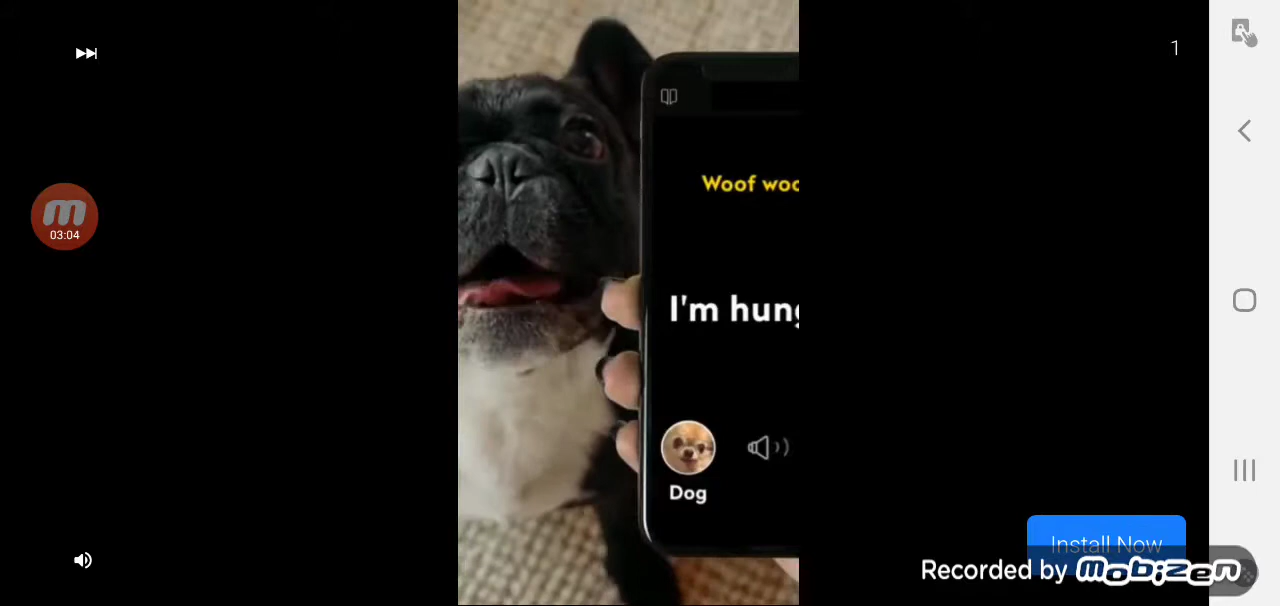 1
03:04
Woof woo
I'm hung
Dog
Install Now
Recorded by mobizen